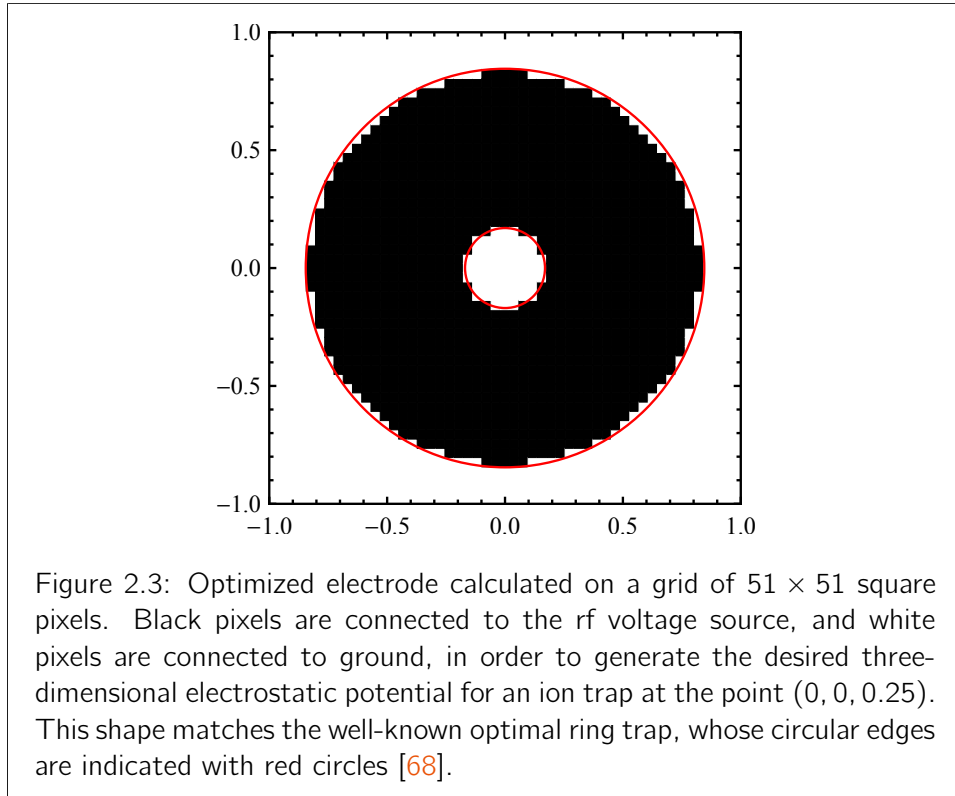 1.0
0.5
0.0
−0.5
−1.0
−1.0 −0.5 0.0 0.5 1.0
Figure 2.3: Optimized electrode calculated on a grid of 51 × 51 square
pixels. Black pixels are connected to the rf voltage source, and white
pixels are connected to ground, in order to generate the desired three-
dimensional electrostatic potential for an ion trap at the point (0, 0, 0.25).
This shape matches the well-known optimal ring trap, whose circular edges
are indicated with red circles [68].